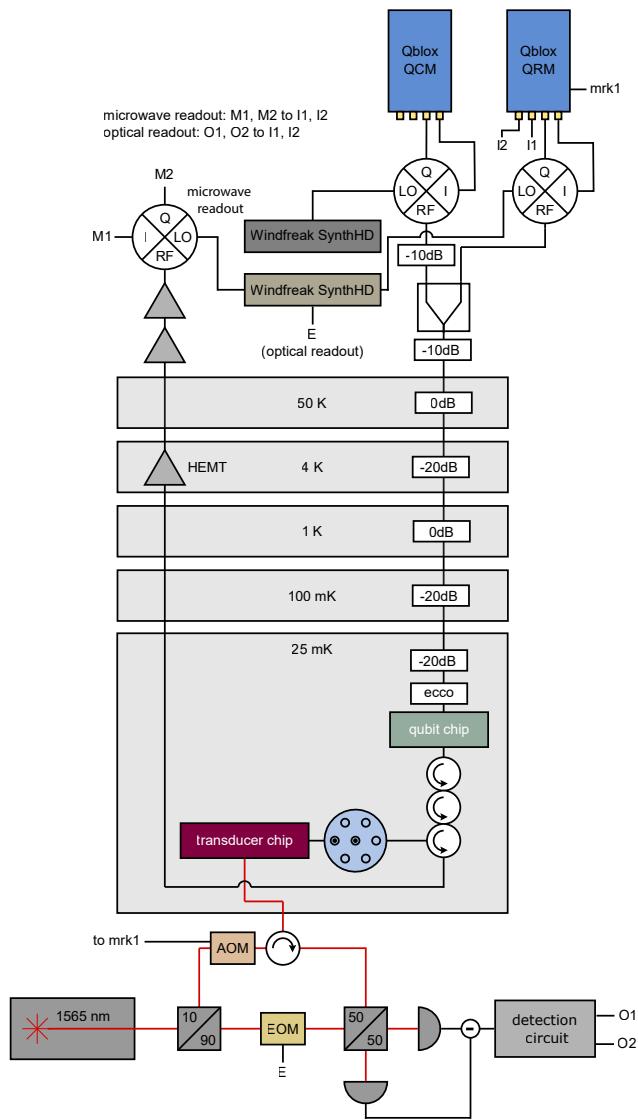 Qblox
QCM
Qblox
QRM
mrk1
microwave readout: M1, M2 to I1, I2
optical readout: O1, O2 to I1, I2
I2
I1
M2
microwave
readout
Q
LO
I
RF
Q
LO
I
RF
M1
Q
I
LO
RF
Windfreak SynthHD
-10dB
Windfreak SynthHD
E
(optical readout)
-10dB
50 K
0dB
HEMT
4 K
-20dB
1 K
0dB
100 mK
-20dB
25 mK
-20dB
ecco
qubit chip
transducer chip
to mrk1
AOM
1565 nm
10
90
EOM
E
50
50
-
detection
circuit
O1
O2